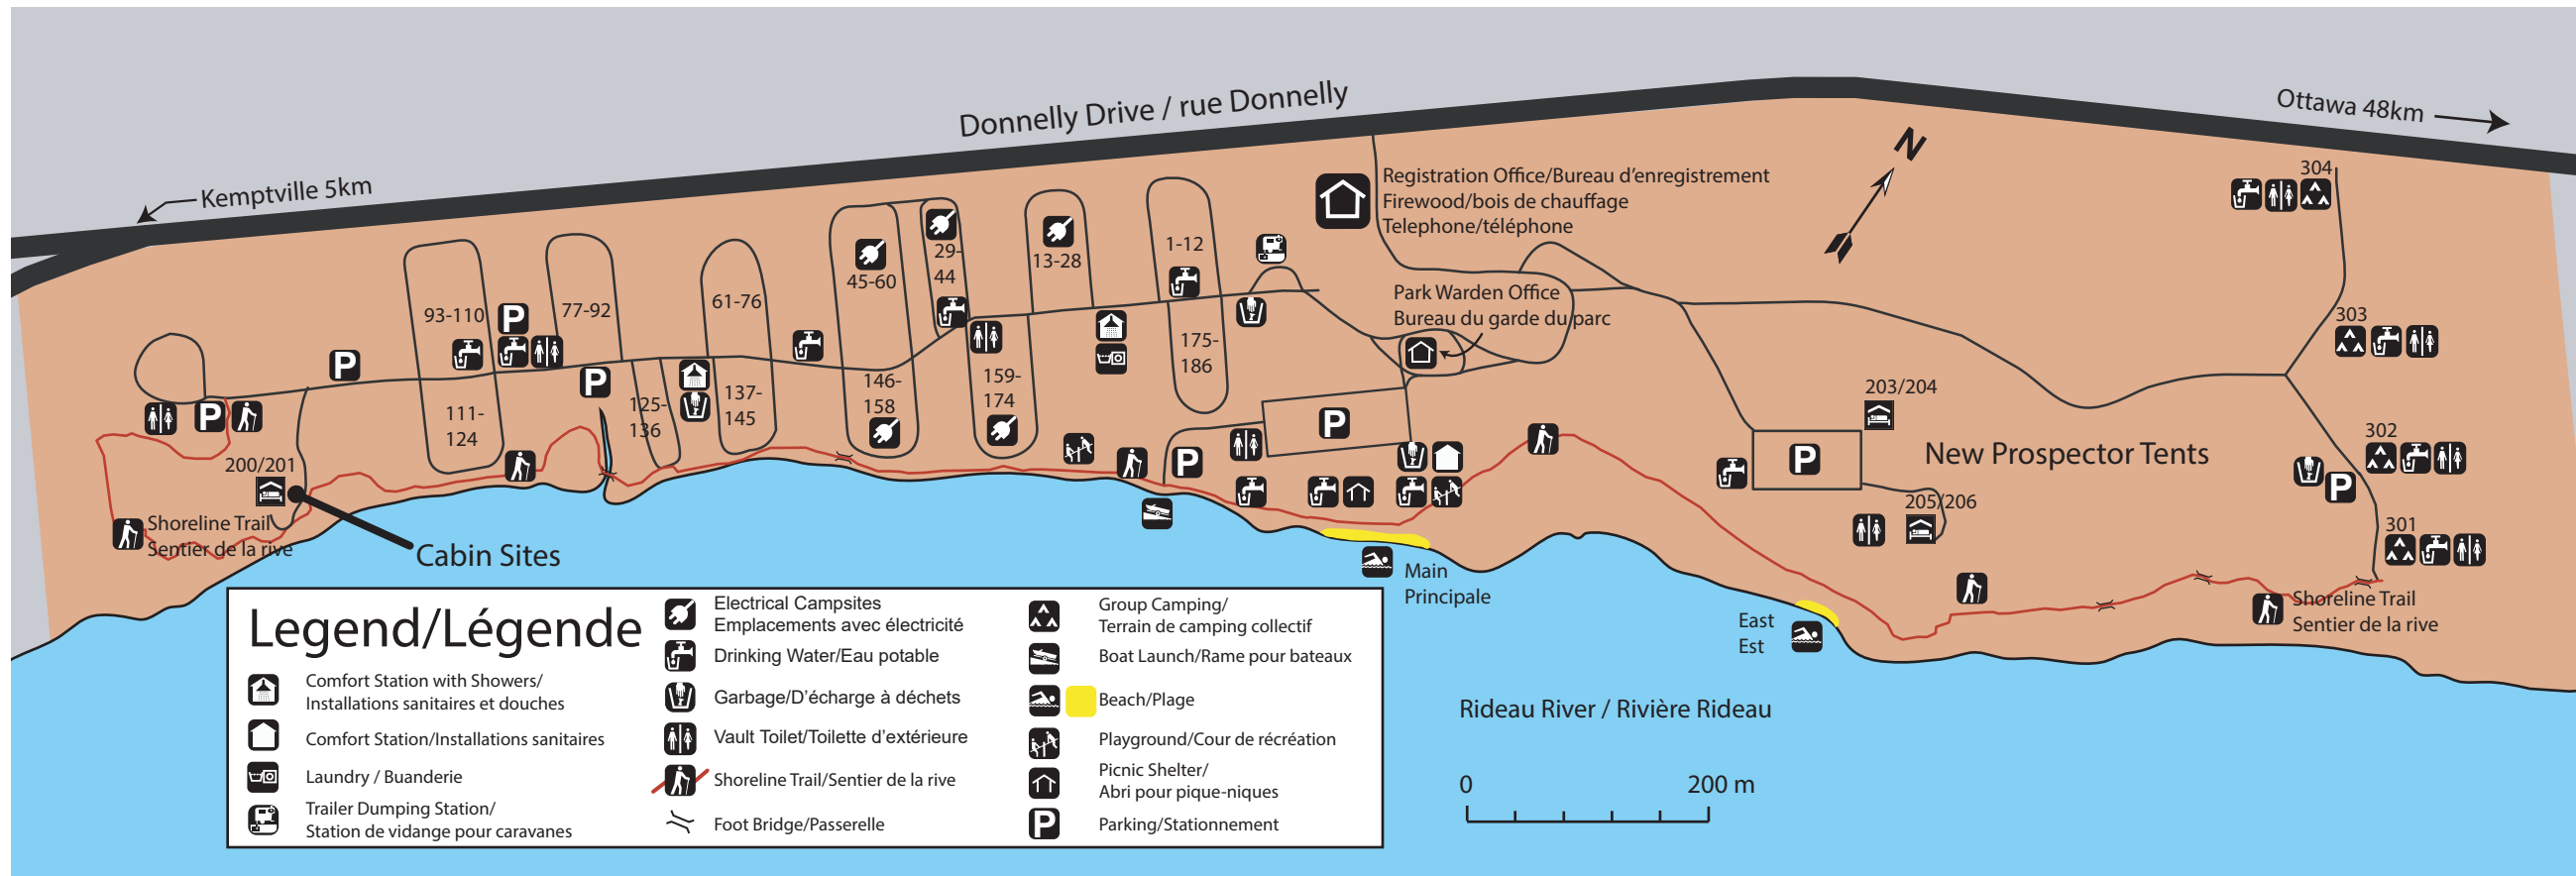 Donnelly Drive / rue Donnelly
Ottawa 48km
Kemptville 5km
N
Registration Office/Bureau d'enregistrement
Firewood/bois de chauffage
Telephone/téléphone
304
Park Warden Office
Bureau du garde du parc
1-12
13-28
29-
44
45-60
61-76
77-92
93-110
P
303
P
P
175-
186
159-
174
146-
158
137-
145
125-
136
111-
124
P
P
P
P
203/204
302
New Prospector Tents
P
P
200/201
205/206
301
Shoreline Trail
Sentier de la rive
Cabin Sites
Main
Principale
East
Est
Shoreline Trail
Sentier de la rive
Rideau River / Rivière Rideau
0 200 m
Legend/Légende
Comfort Station with Showers/
Installations sanitaires et douches
Comfort Station/Installations sanitaires
Laundry / Buanderie
Trailer Dumping Station/
Station de vidange pour caravanes
Electrical Campsites
Emplacements avec électricité
Drinking Water/Eau potable
Garbage/D'écharge à déchets
Vault Toilet/Toilette d'extérieure
Shoreline Trail/Sentier de la rive
Foot Bridge/Passerelle
Group Camping/
Terrain de camping collectif
Boat Launch/Rame pour bateaux
Beach/Plage
Playground/Cour de récréation
Picnic Shelter/
Abri pour pique-niques
P Parking/Stationnement